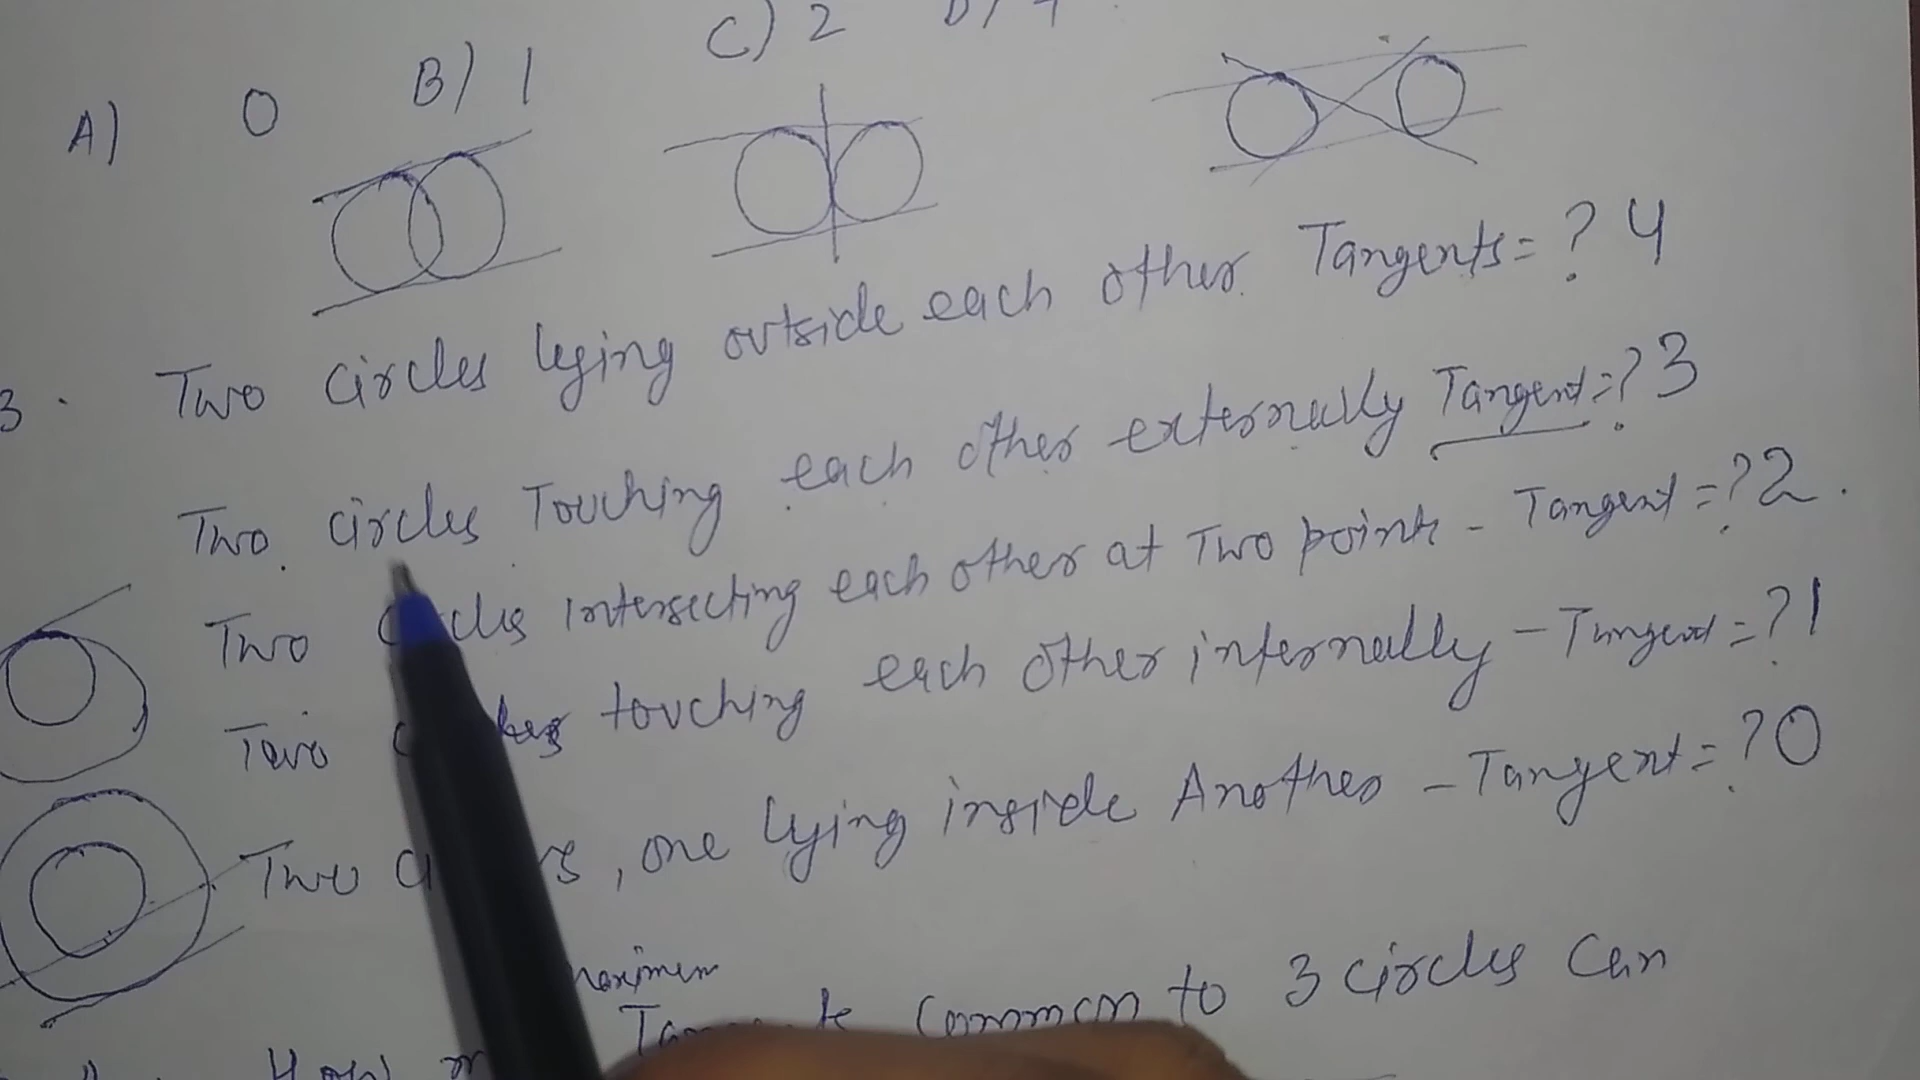 C) 2
A) 0 B) 1
3. Two circles lying outside each other Tangents = ? 4
Two circles Touching each other externally Tangent = ? 3
Two intersecting each other at Two points - Tangent = ? 2.
Two touching each other internally - Tangent = ? 1
Two , one lying inside Another - Tangent = ? 0
maximum
How Common to 3 circles Can